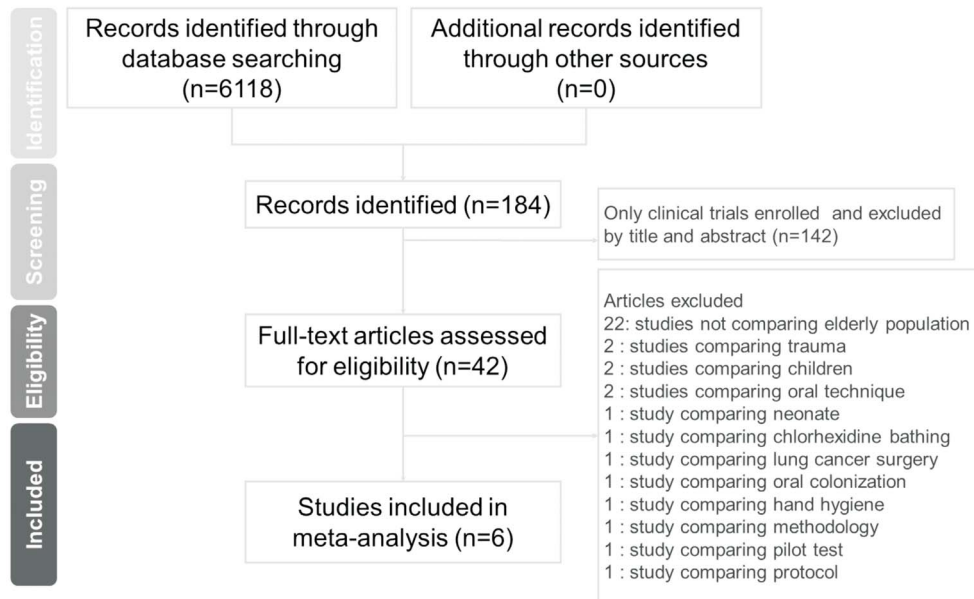 Identification
Records identified through
database searching
(n=6118)
Additional records identified
through other sources
(n=0)
Screening
Records identified (n=184)
Only clinical trials enrolled and excluded
by title and abstract (n=142)
Eligibility
Full-text articles assessed
for eligibility (n=42)
Articles excluded
22: studies not comparing elderly population
2 : studies comparing trauma
2 : studies comparing children
2 : studies comparing oral technique
1 : study comparing neonate
1 : study comparing chlorhexidine bathing
1 : study comparing lung cancer surgery
1 : study comparing oral colonization
1 : study comparing hand hygiene
1 : study comparing methodology
1 : study comparing pilot test
1 : study comparing protocol
Included
Studies included in
meta-analysis (n=6)